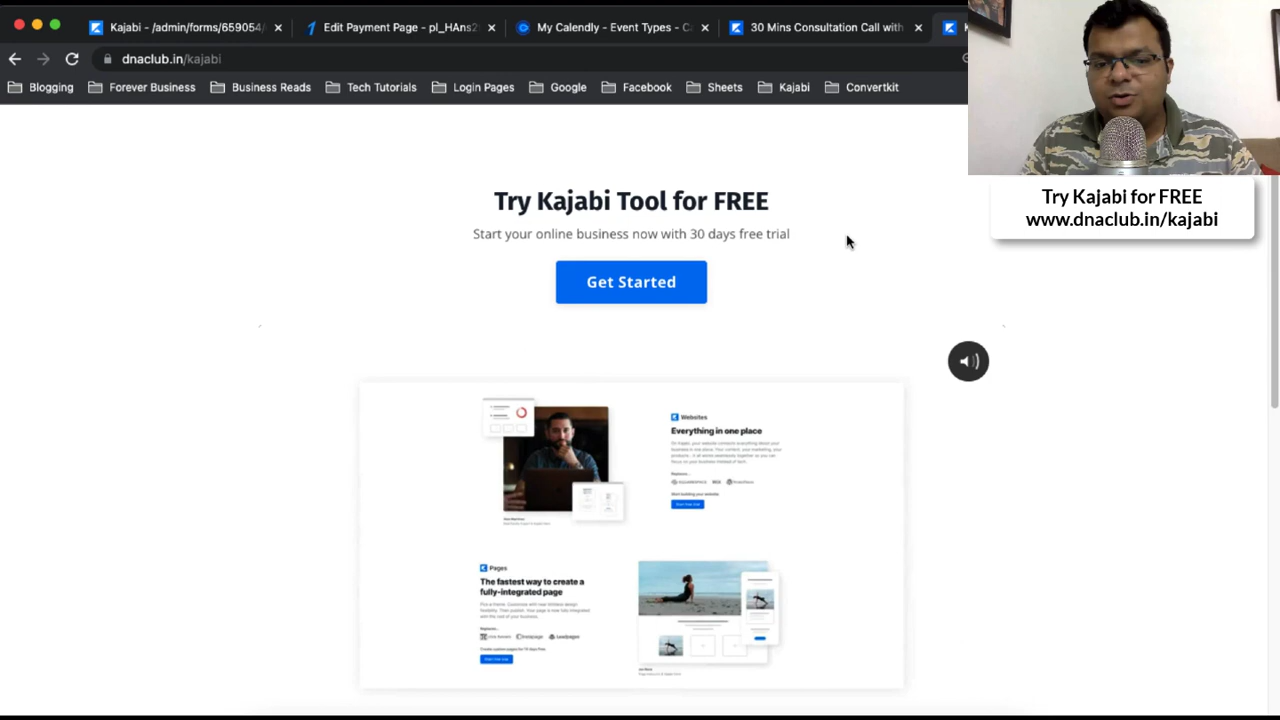 Kajabi - /admin/forms/659054/
Edit Payment Page - pl_HAns2
My Calendly - Event Types - C
30 Mins Consultation Call with
dnaclub.in/kajabi
Blogging
Forever Business
Business Reads
Tech Tutorials
Login Pages
Google
Facebook
Sheets
Kajabi
Convertkit
Try Kajabi for FREE
www.dnaclub.in/kajabi
Try Kajabi Tool for FREE
Start your online business now with 30 days free trial
Get Started
Websites
Everything in one place
Pages
The fastest way to create a
fully-integrated page